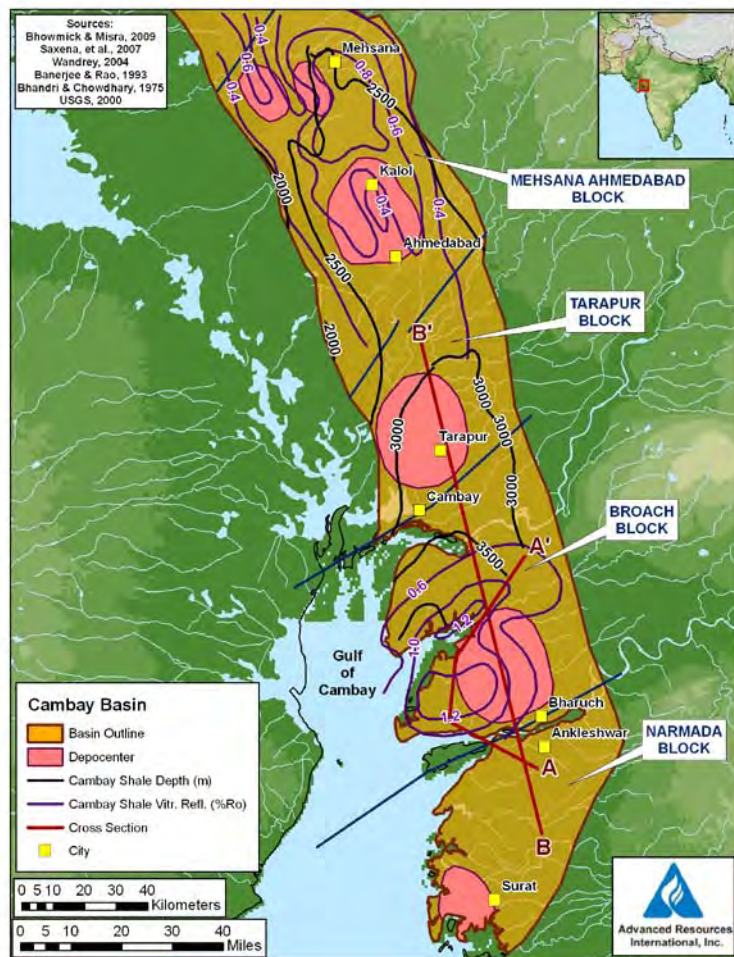 Sources:
Bhowmick & Misra, 2009
Saxena, et al., 2007
Wandrey, 2004
Banerjee & Rao, 1993
Bhandri & Chowdhary, 1975
USGS, 2000
0.4
0.6
0.4
Mehsana
0.8
2500
0.6
MEHSANA AHMEDABAD
BLOCK
Kalol
0.4
0.4
2000
Ahmedabad
2500
TARAPUR
BLOCK
2000
B'
3000
3000
Tarapur
3000
Cambay
BROACH
BLOCK
A'
3500
0.6
1.2
1.0
Gulf
of
Cambay
1.2
Bharuch
Ankleshwar
NARMADA
BLOCK
A
B
Surat
Cambay Basin
Basin Outline
Depocenter
Cambay Shale Depth (m)
Cambay Shale Vitr. Refl. (%Ro)
Cross Section
City
0 5 10 20 30 40
Kilometers
0 5 10 20 30 40
Miles
Advanced Resources
International, Inc.